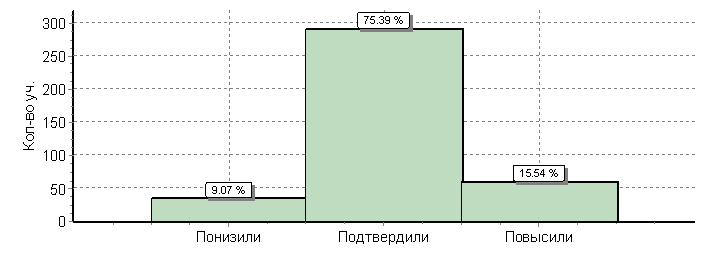 Кол-во уч.
300
250
200
150
100
50
0
9.07 %
75.39 %
15.54 %
Понизили
Подтвердили
Повысили